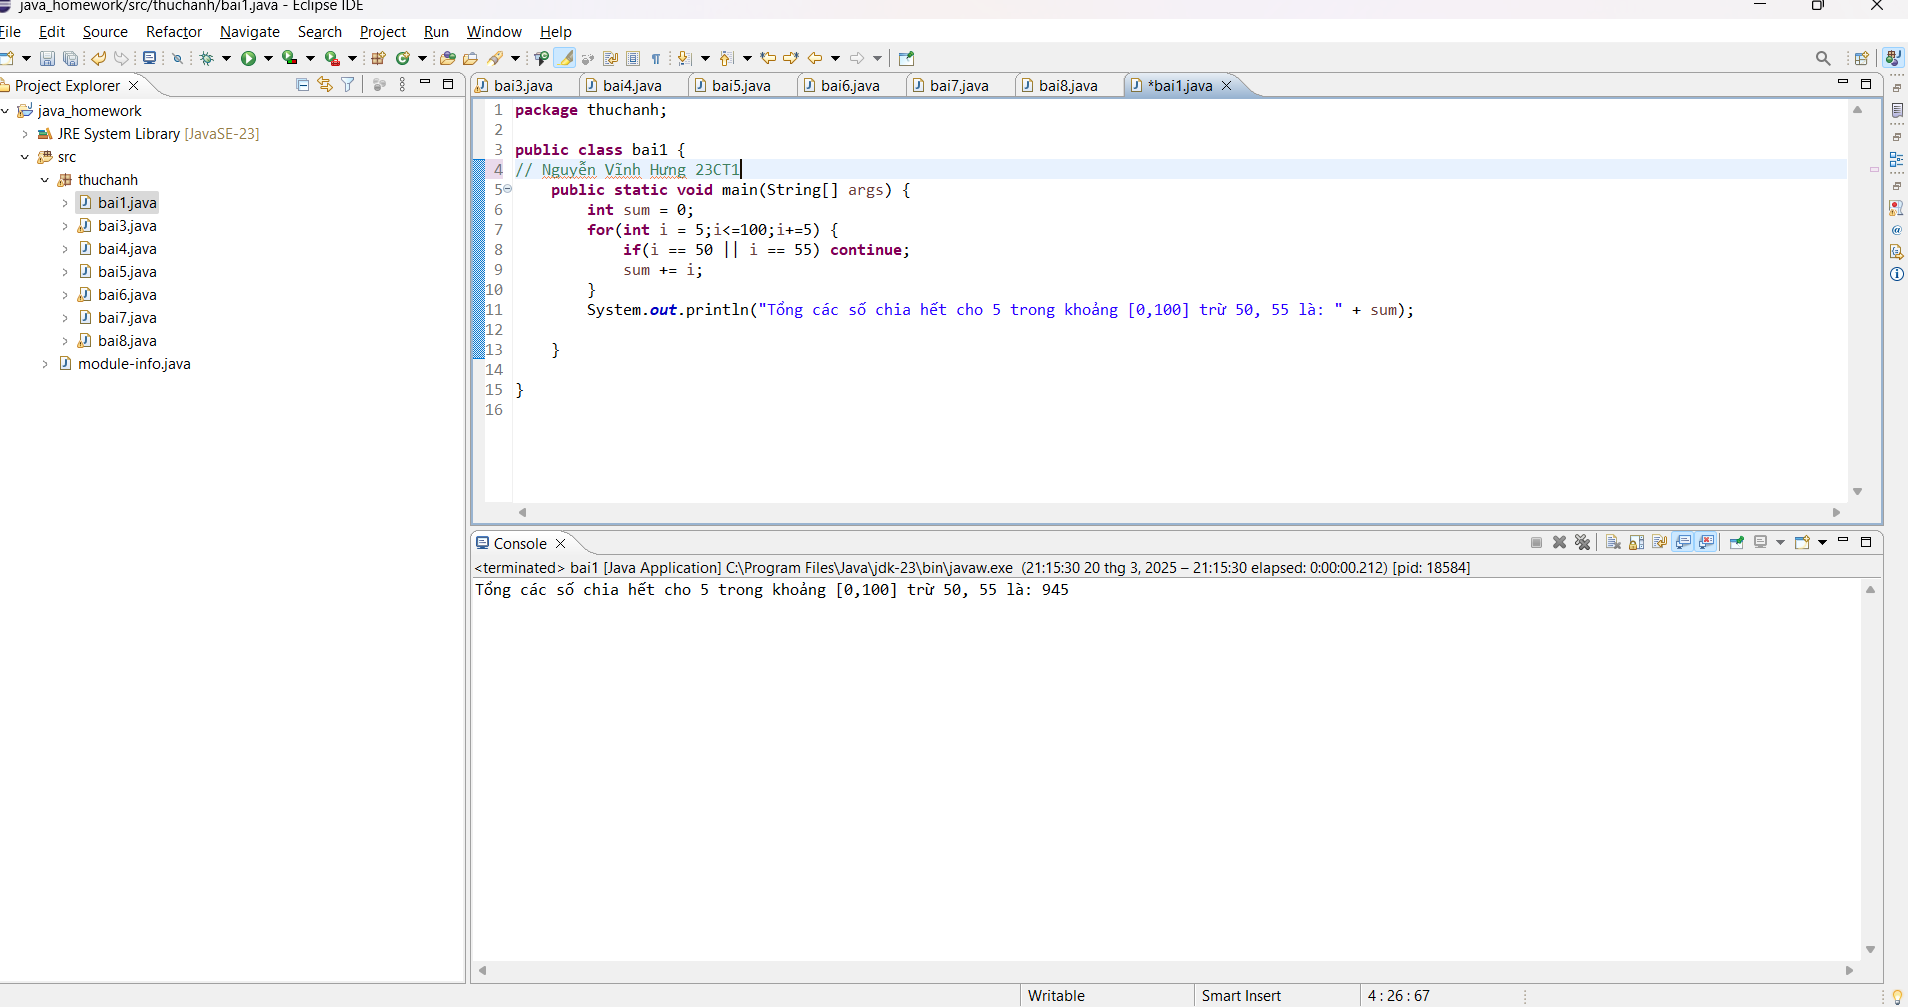 java_homework/src/thuchanh/bai1.java - Eclipse IDE
File Edit Source Refactor Navigate Search Project Run Window Help
Project Explorer
java_homework
JRE System Library [JavaSE-23]
src
thuchanh
bai1.java
bai3.java
bai4.java
bai5.java
bai6.java
bai7.java
bai8.java
module-info.java
bai3.java bai4.java bai5.java bai6.java bai7.java bai8.java *bai1.java
1 package thuchanh;
2
3 public class bai1 {
4 // Nguyễn Vĩnh Hưng 23CT1
5 public static void main(String[] args) {
6 int sum = 0;
7 for(int i = 5;i<=100;i+=5) {
8 if(i == 50 || i == 55) continue;
9 sum += i;
10 }
11 System.out.println("Tổng các số chia hết cho 5 trong khoảng [0,100] trừ 50, 55 là: " + sum);
12
13 }
14
15 }
16
Console
<terminated> bai1 [Java Application] C:\Program Files\Java\jdk-23\bin\javaw.exe (21:15:30 20 thg 3, 2025 – 21:15:30 elapsed: 0:00:00.212) [pid: 18584]
Tổng các số chia hết cho 5 trong khoảng [0,100] trừ 50, 55 là: 945
Writable Smart Insert 4 : 26 : 67